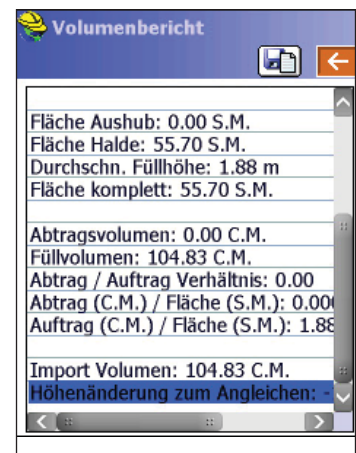 Volumenbericht
Fläche Aushub: 0.00 S.M.
Fläche Halde: 55.70 S.M.
Durchschn. Füllhöhe: 1.88 m
Fläche komplett: 55.70 S.M.
Abtragsvolumen: 0.00 C.M.
Füllvolumen: 104.83 C.M.
Abtrag / Auftrag Verhältnis: 0.00
Abtrag (C.M.) / Fläche (S.M.): 0.00
Auftrag (C.M.) / Fläche (S.M.): 1.88
Import Volumen: 104.83 C.M.
Höhenänderung zum Angleichen: -